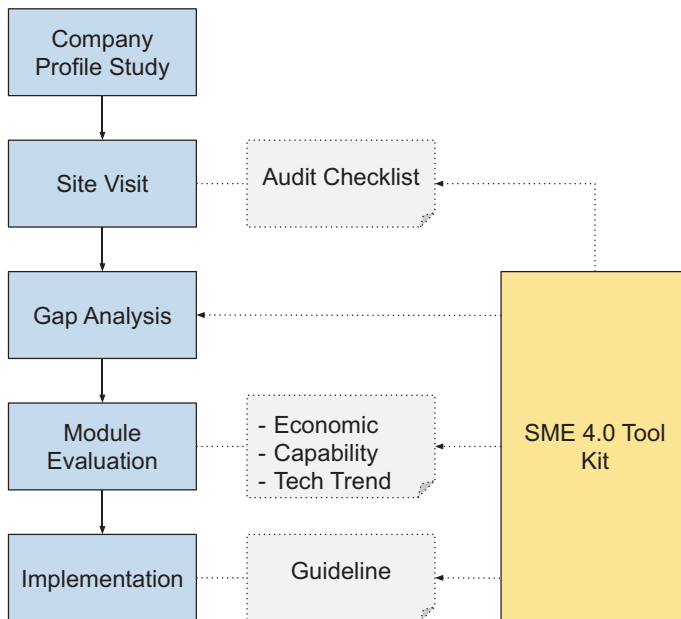 Company
Profile Study
Site Visit
Audit Checklist
Gap Analysis
Module
Evaluation
- Economic
- Capability
- Tech Trend
SME 4.0 Tool
Kit
Implementation
Guideline